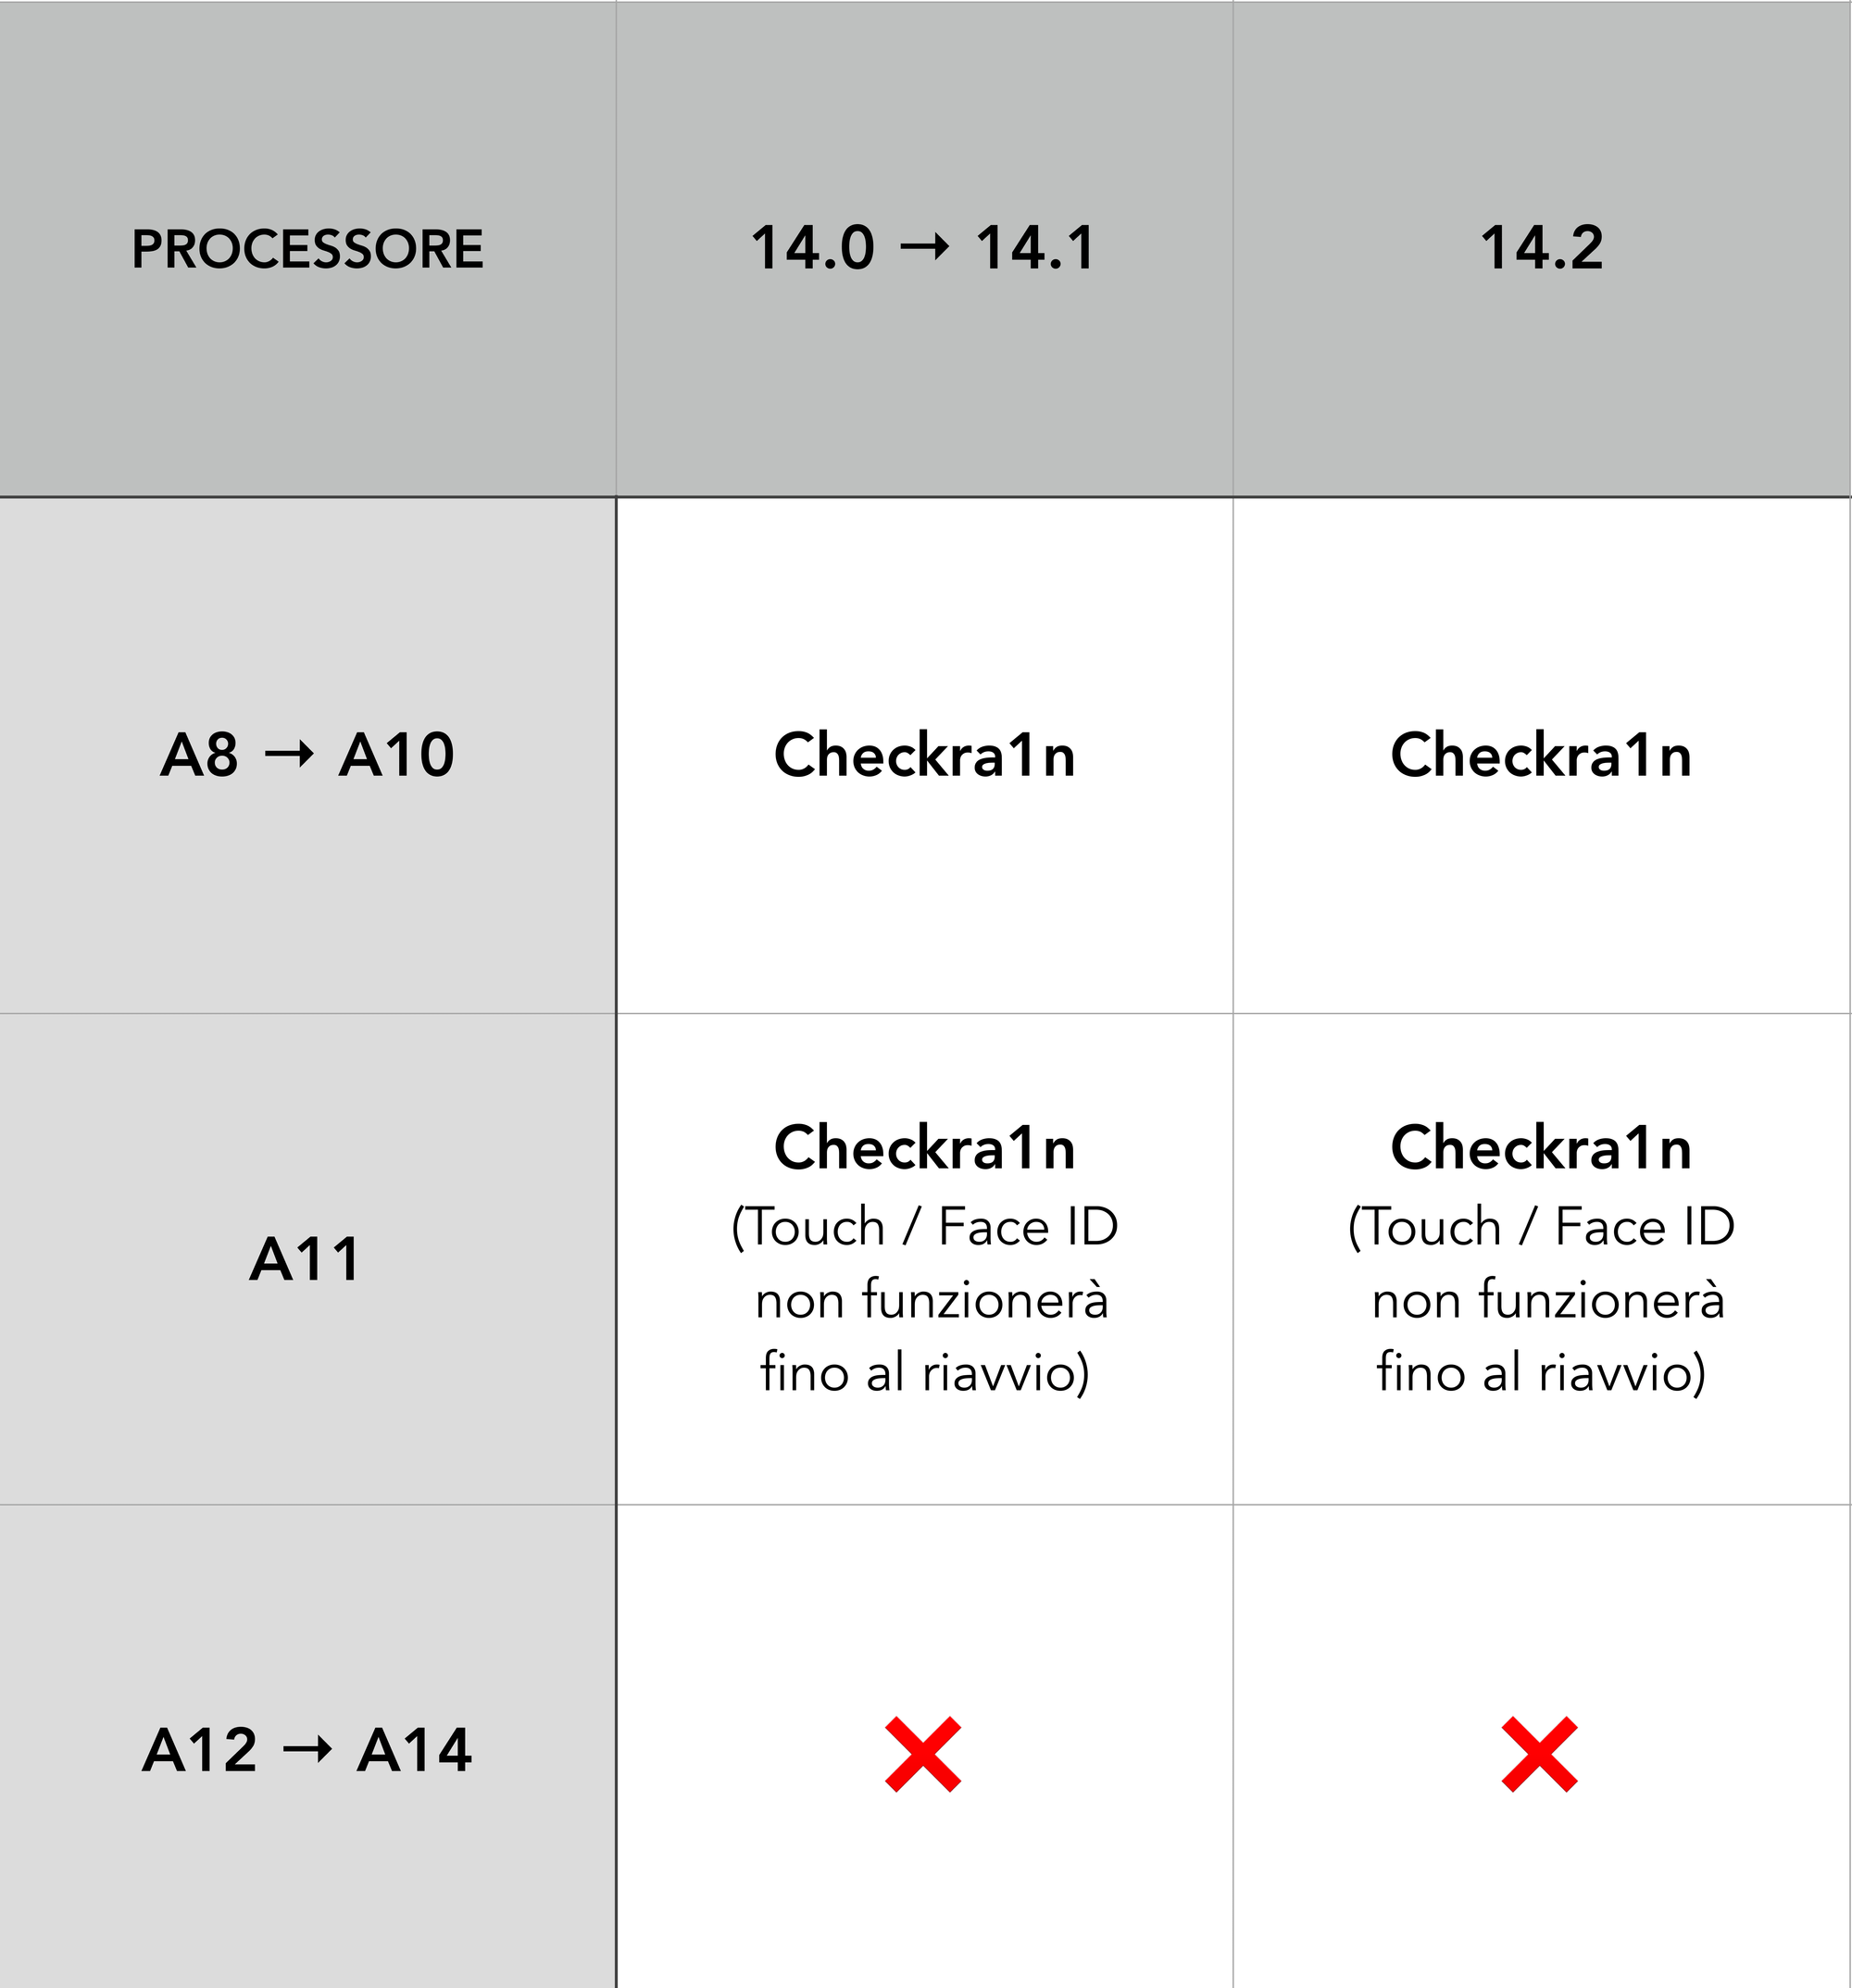 PROCESSORE 14.0 → 14.1 14.2
A8 → A10 Checkra1n Checkra1n
A11
Checkra1n
(Touch / Face ID
non funzionerà
fino al riavvio)
Checkra1n
(Touch / Face ID
non funzionerà
fino al riavvio)
A12 → A14